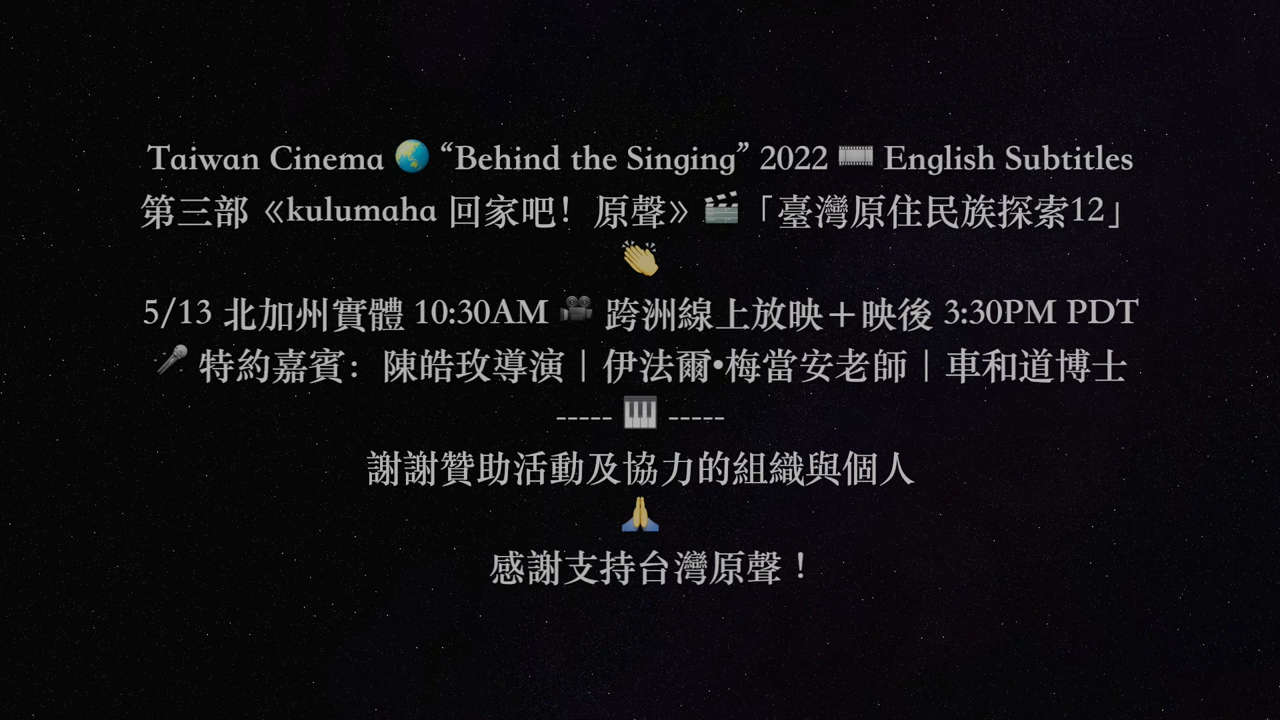 Taiwan Cinema 🌏 “Behind the Singing” 2022 🎞️ English Subtitles
第三部《kulumaha 回家吧！原聲》🎬「臺灣原住民族探索12」
👏
5/13 北加州實體 10:30AM 🎥 跨洲線上放映＋映後 3:30PM PDT
🎤 特約嘉賓：陳皓玫導演｜伊法爾•梅當安老師｜車和道博士
----- 🎹 -----
謝謝贊助活動及協力的組織與個人
🙏
感謝支持台灣原聲！